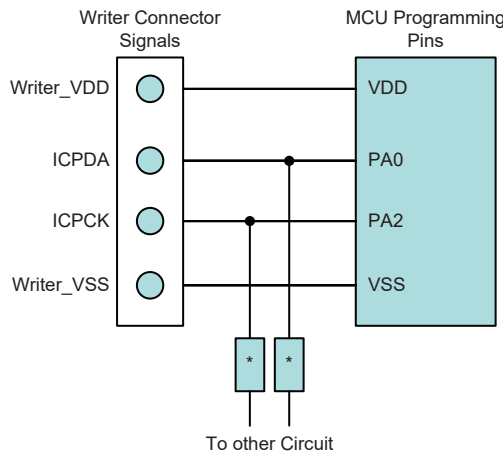 Writer Connector
Signals
MCU Programming
Pins
Writer_VDD
VDD
ICPDA
PA0
ICPCK
PA2
Writer_VSS
VSS
*
*
To other Circuit